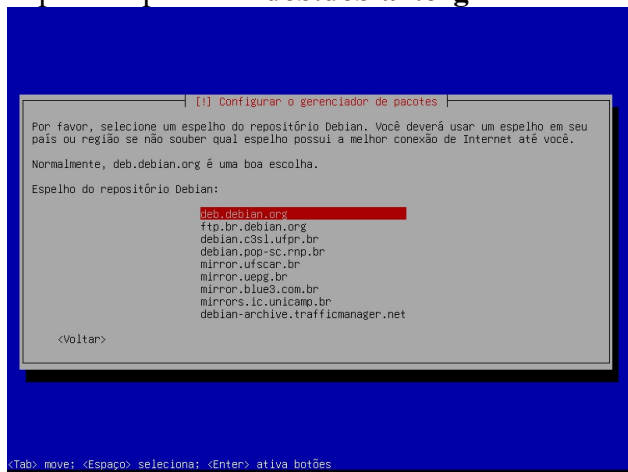 [!] Configurar o gerenciador de pacotes
Por favor, selecione um espelho do repositório Debian. Você deverá usar um espelho em seu
país ou região se não souber qual espelho possui a melhor conexão de Internet até você.
Normalmente, deb.debian.org é uma boa escolha.
Espelho do repositório Debian:
deb.debian.org
ftp.br.debian.org
debian.c3sl.ufpr.br
debian.pop-sc.rnp.br
mirror.ufscar.br
mirror.uepg.br
mirror.blue3.com.br
mirrors.ic.unicamp.br
debian-archive.trafficmanager.net
<Voltar>
<Tab> move; <Espaço> seleciona; <Enter> ativa botões